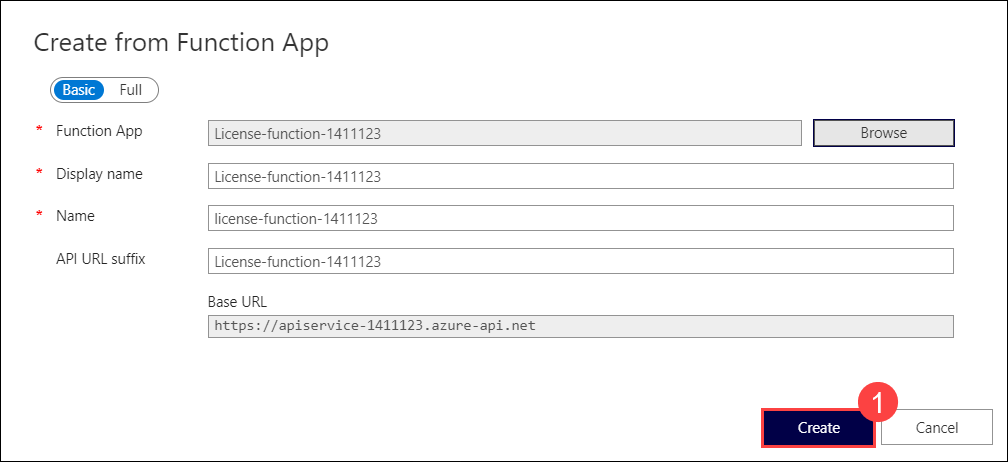 Create from Function App
Basic Full
* Function App License-function-1411123 Browse
* Display name License-function-1411123
* Name license-function-1411123
API URL suffix License-function-1411123
Base URL
https://apiservice-1411123.azure-api.net
1
Create Cancel